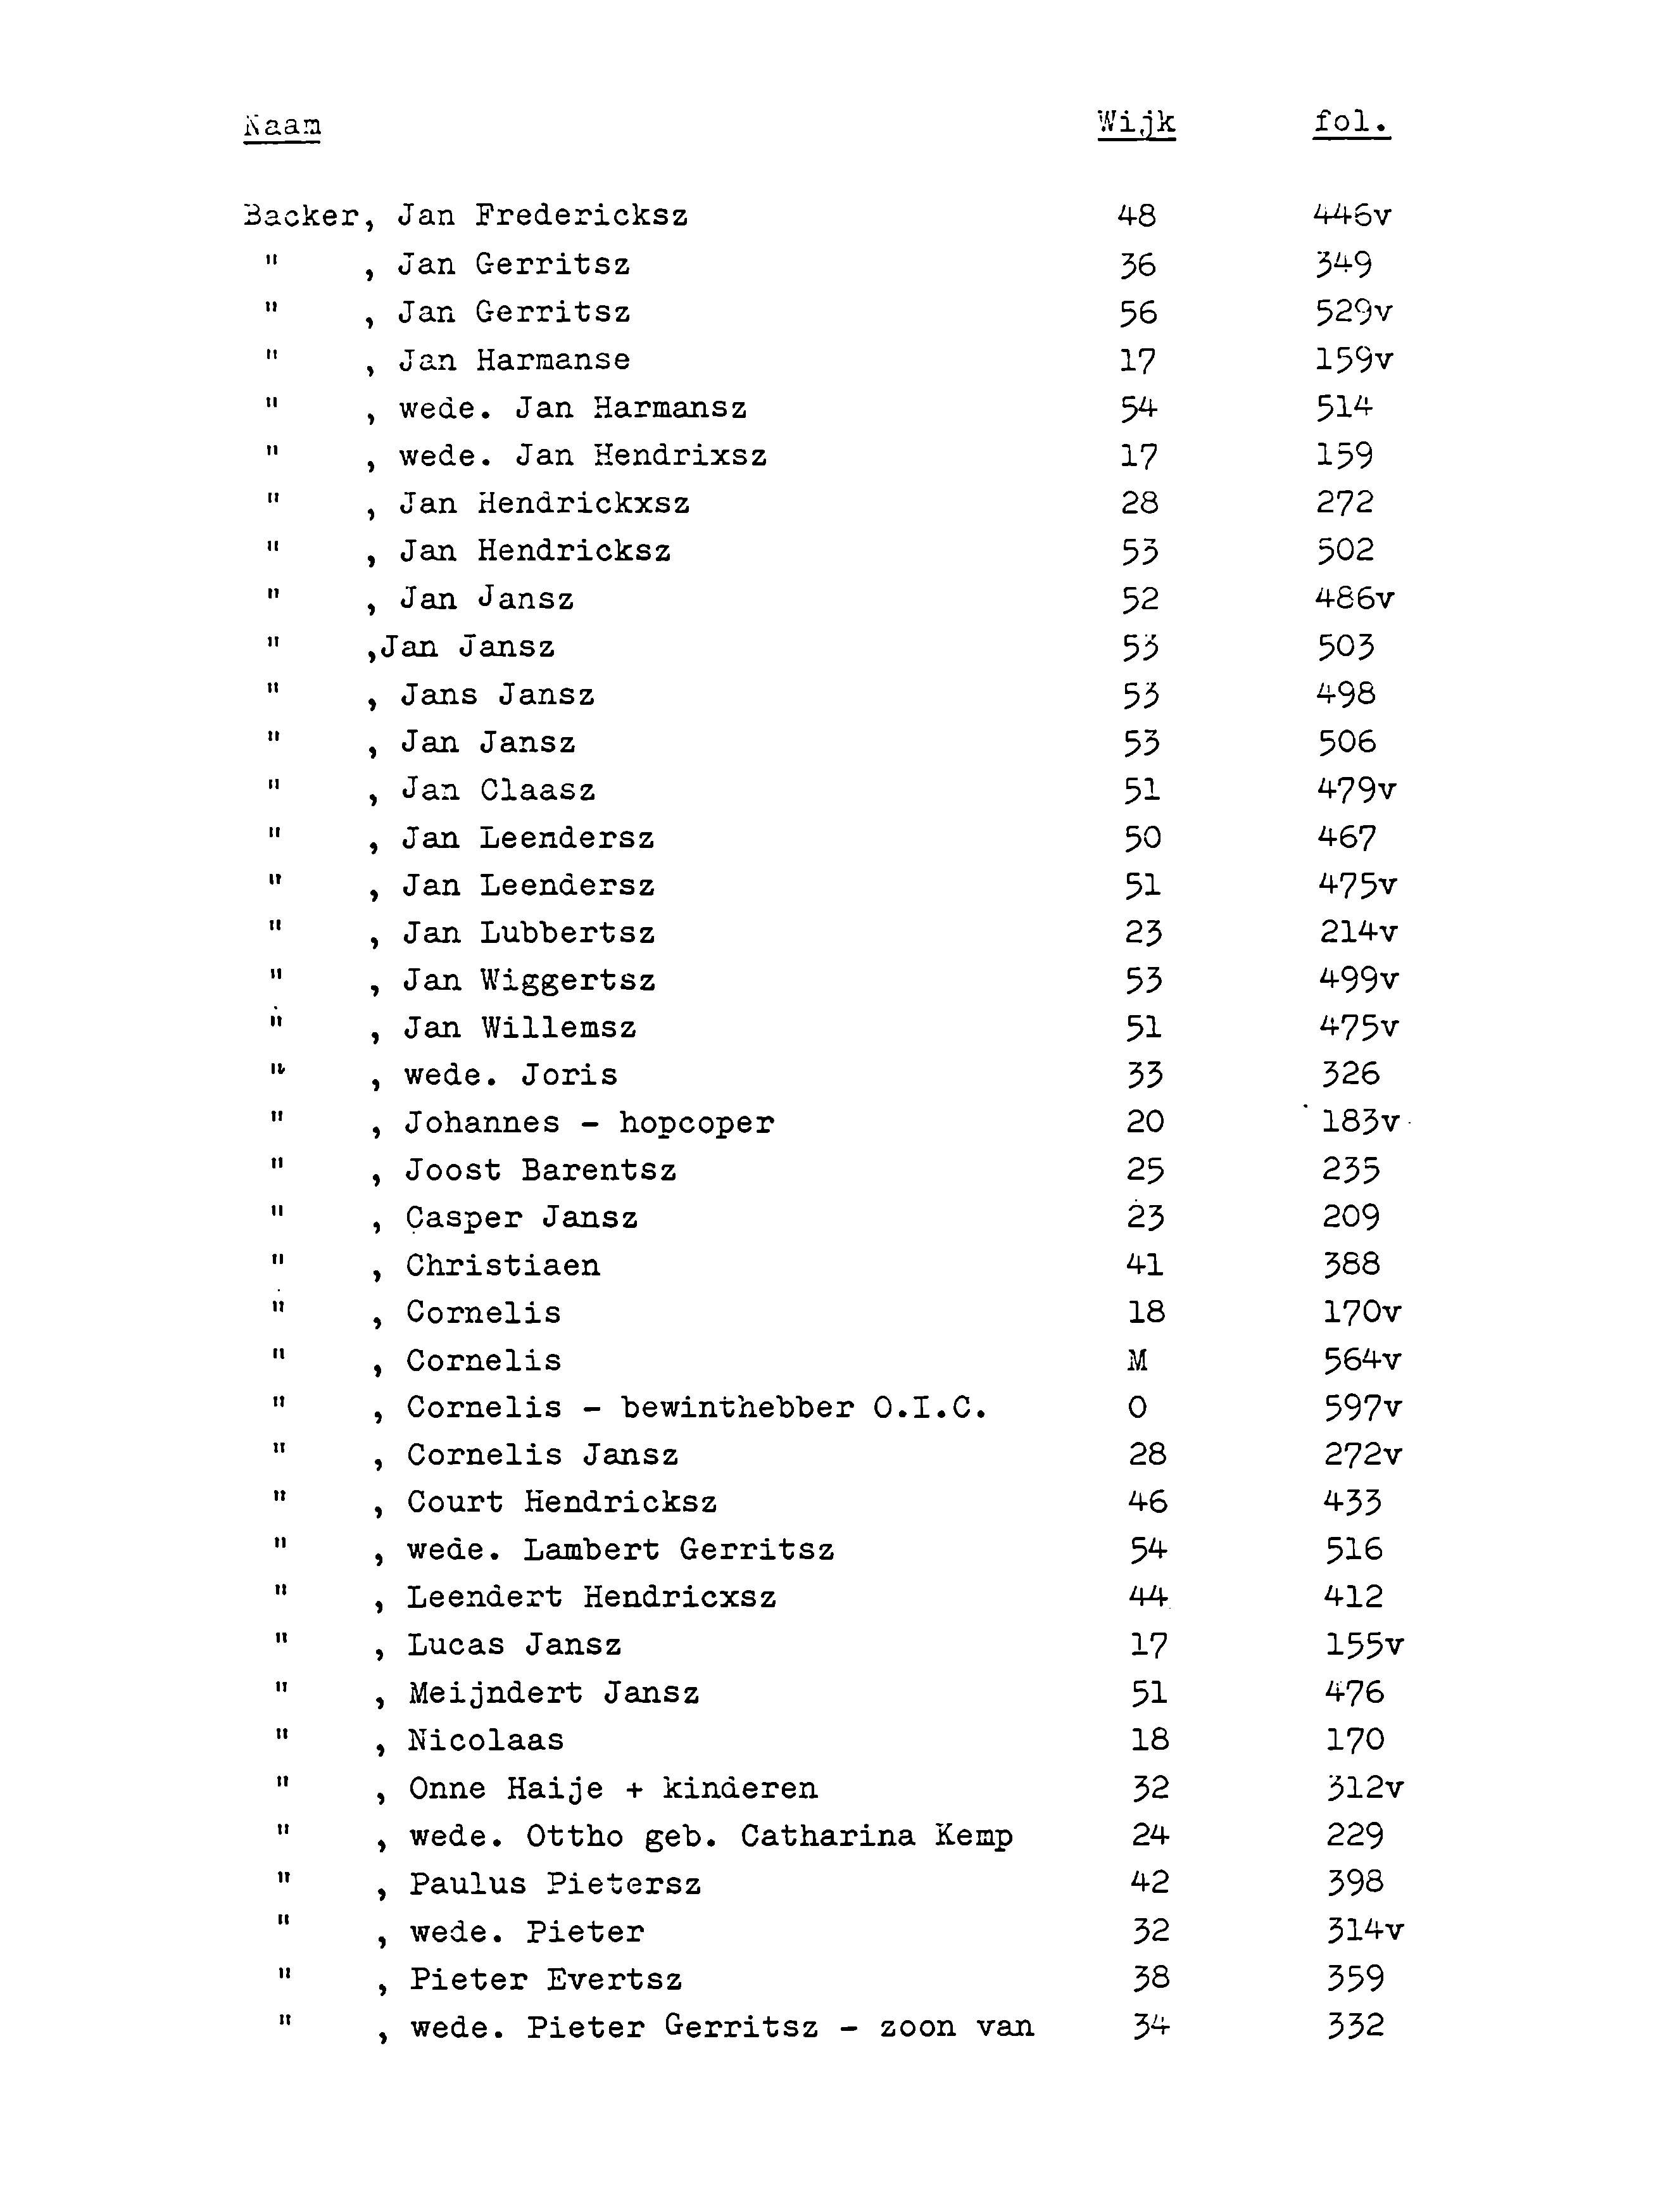 Naam Wijk fol.
Backer, Jan Fredericksz 48 446v
" , Jan Gerritsz 36 349
" , Jan Gerritsz 56 529v
" , Jan Harmanse 17 159v
" , wede. Jan Harmansz 54 514
" , wede. Jan Hendrixsz 17 159
" , Jan Hendrickxsz 28 272
" , Jan Hendricksz 53 502
" , Jan Jansz 52 486v
" ,Jan Jansz 53 503
" , Jans Jansz 53 498
" , Jan Jansz 53 506
" , Jan Claasz 51 479v
" , Jan Leendersz 50 467
" , Jan Leendersz 51 475v
" , Jan Lubbertsz 23 214v
" , Jan Wiggertsz 53 499v
" , Jan Willemsz 51 475v
" , wede. Joris 33 326
" , Johannes - hopcoper 20 183v
" , Joost Barentsz 25 235
" , Casper Jansz 23 209
" , Christiaen 41 388
" , Cornelis 18 170v
" , Cornelis M 564v
" , Cornelis - bewinthebber O.I.C. O 597v
" , Cornelis Jansz 28 272v
" , Court Hendricksz 46 433
" , wede. Lambert Gerritsz 54 516
" , Leendert Hendricxsz 44 412
" , Lucas Jansz 17 155v
" , Meijndert Jansz 51 476
" , Nicolaas 18 170
" , Onne Haije + kinderen 32 312v
" , wede. Ottho geb. Catharina Kemp 24 229
" , Paulus Pietersz 42 398
" , wede. Pieter 32 314v
" , Pieter Evertsz 38 359
" , wede. Pieter Gerritsz - zoon van 34 332